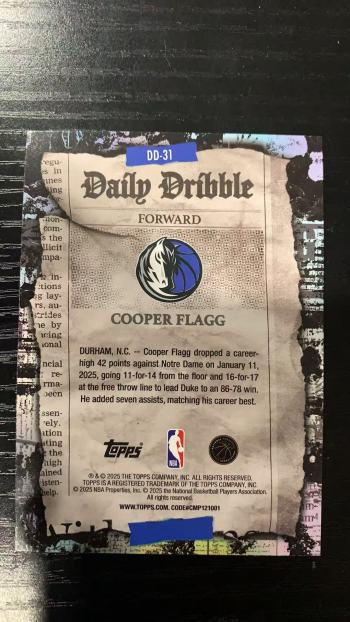 DD-31
Daily Dribble
FORWARD
COOPER FLAGG
DURHAM, N.C. -- Cooper Flagg dropped a career-
high 42 points against Notre Dame on January 11,
2025, going 11-for-14 from the floor and 16-for-17
at the free throw line to lead Duke to an 86-78 win.
He added seven assists, matching his career best.
Topps
NBA
® & © 2025 THE TOPPS COMPANY, INC. ALL RIGHTS RESERVED.
TOPPS IS A REGISTERED TRADEMARK OF THE TOPPS COMPANY, INC.
© 2025 NBA Properties, Inc. © 2025 the National Basketball Players Association.
All rights reserved.
WWW.TOPPS.COM. CODE#CMP121001